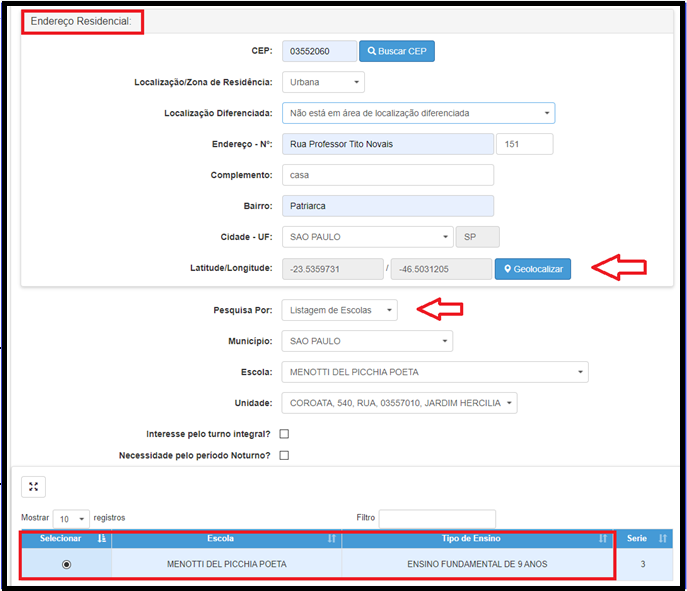 Endereço Residencial:
CEP: 03552060 Buscar CEP
Localização/Zona de Residência: Urbana
Localização Diferenciada: Não está em área de localização diferenciada
Endereço - Nº: Rua Professor Tito Novais 151
Complemento: casa
Bairro: Patriarca
Cidade - UF: SAO PAULO SP
Latitude/Longitude: -23.5359731 / -46.5031205 Geolocalizar
Pesquisa Por: Listagem de Escolas
Município: SAO PAULO
Escola: MENOTTI DEL PICCHIA POETA
Unidade: COROATA, 540, RUA, 03557010, JARDIM HERCILIA
Interesse pelo turno integral?
Necessidade pelo período Noturno?
Mostrar 10 registros Filtro
Selecionar Escola Tipo de Ensino Serie
MENOTTI DEL PICCHIA POETA ENSINO FUNDAMENTAL DE 9 ANOS 3